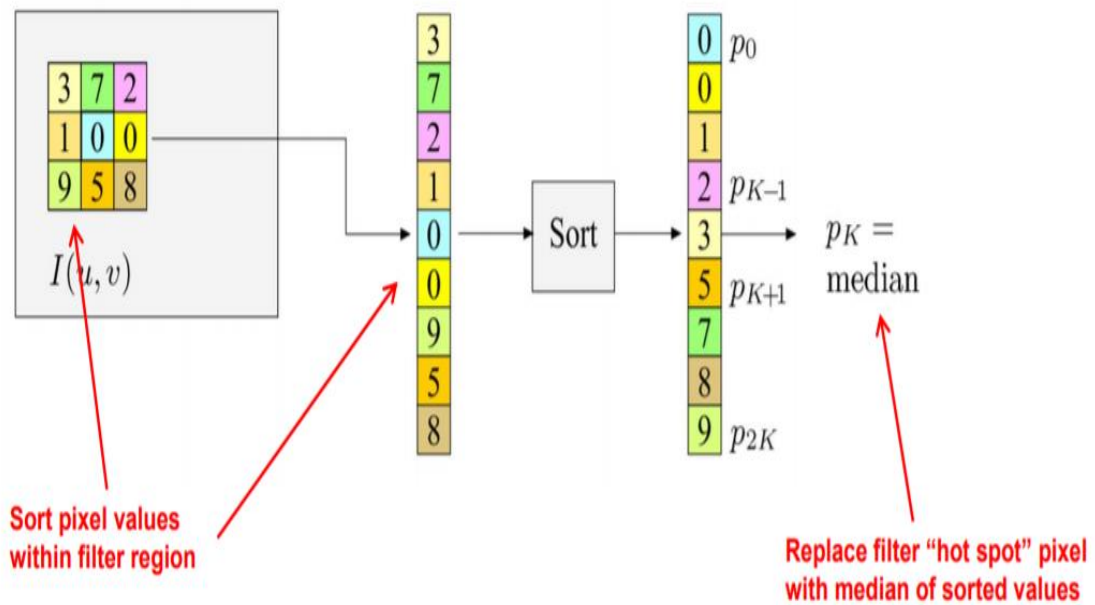 3 7 2
1 0 0
9 5 8
I(u, v)
3
7
2
1
0
0
9
5
8
Sort
0 p0
0
1
2 pK−1
3
5 pK+1
7
8
9 p2K
pK =
median
Sort pixel values
within filter region
Replace filter “hot spot” pixel
with median of sorted values